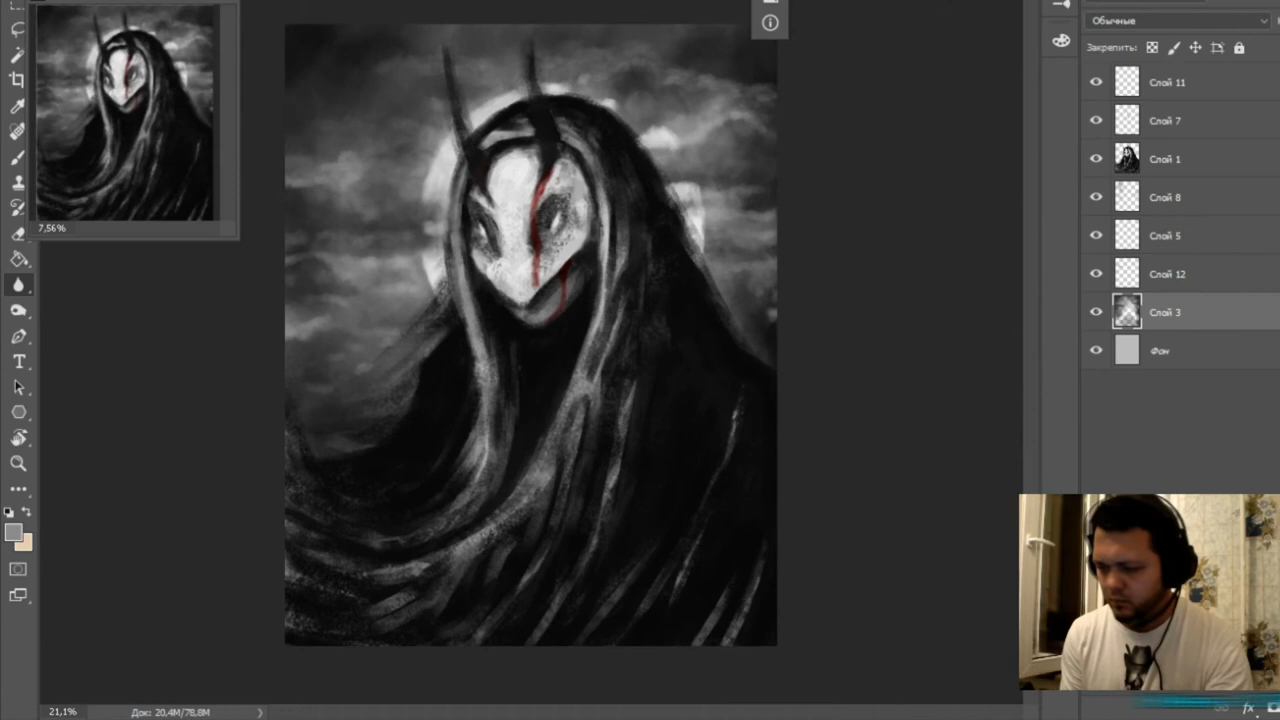 Обычные
Закрепить:
Слой 11
Слой 7
Слой 1
Слой 8
Слой 5
Слой 12
Слой 3
Фон
7,56%
T
21,1%
Док: 20,4M/78,8M
fx